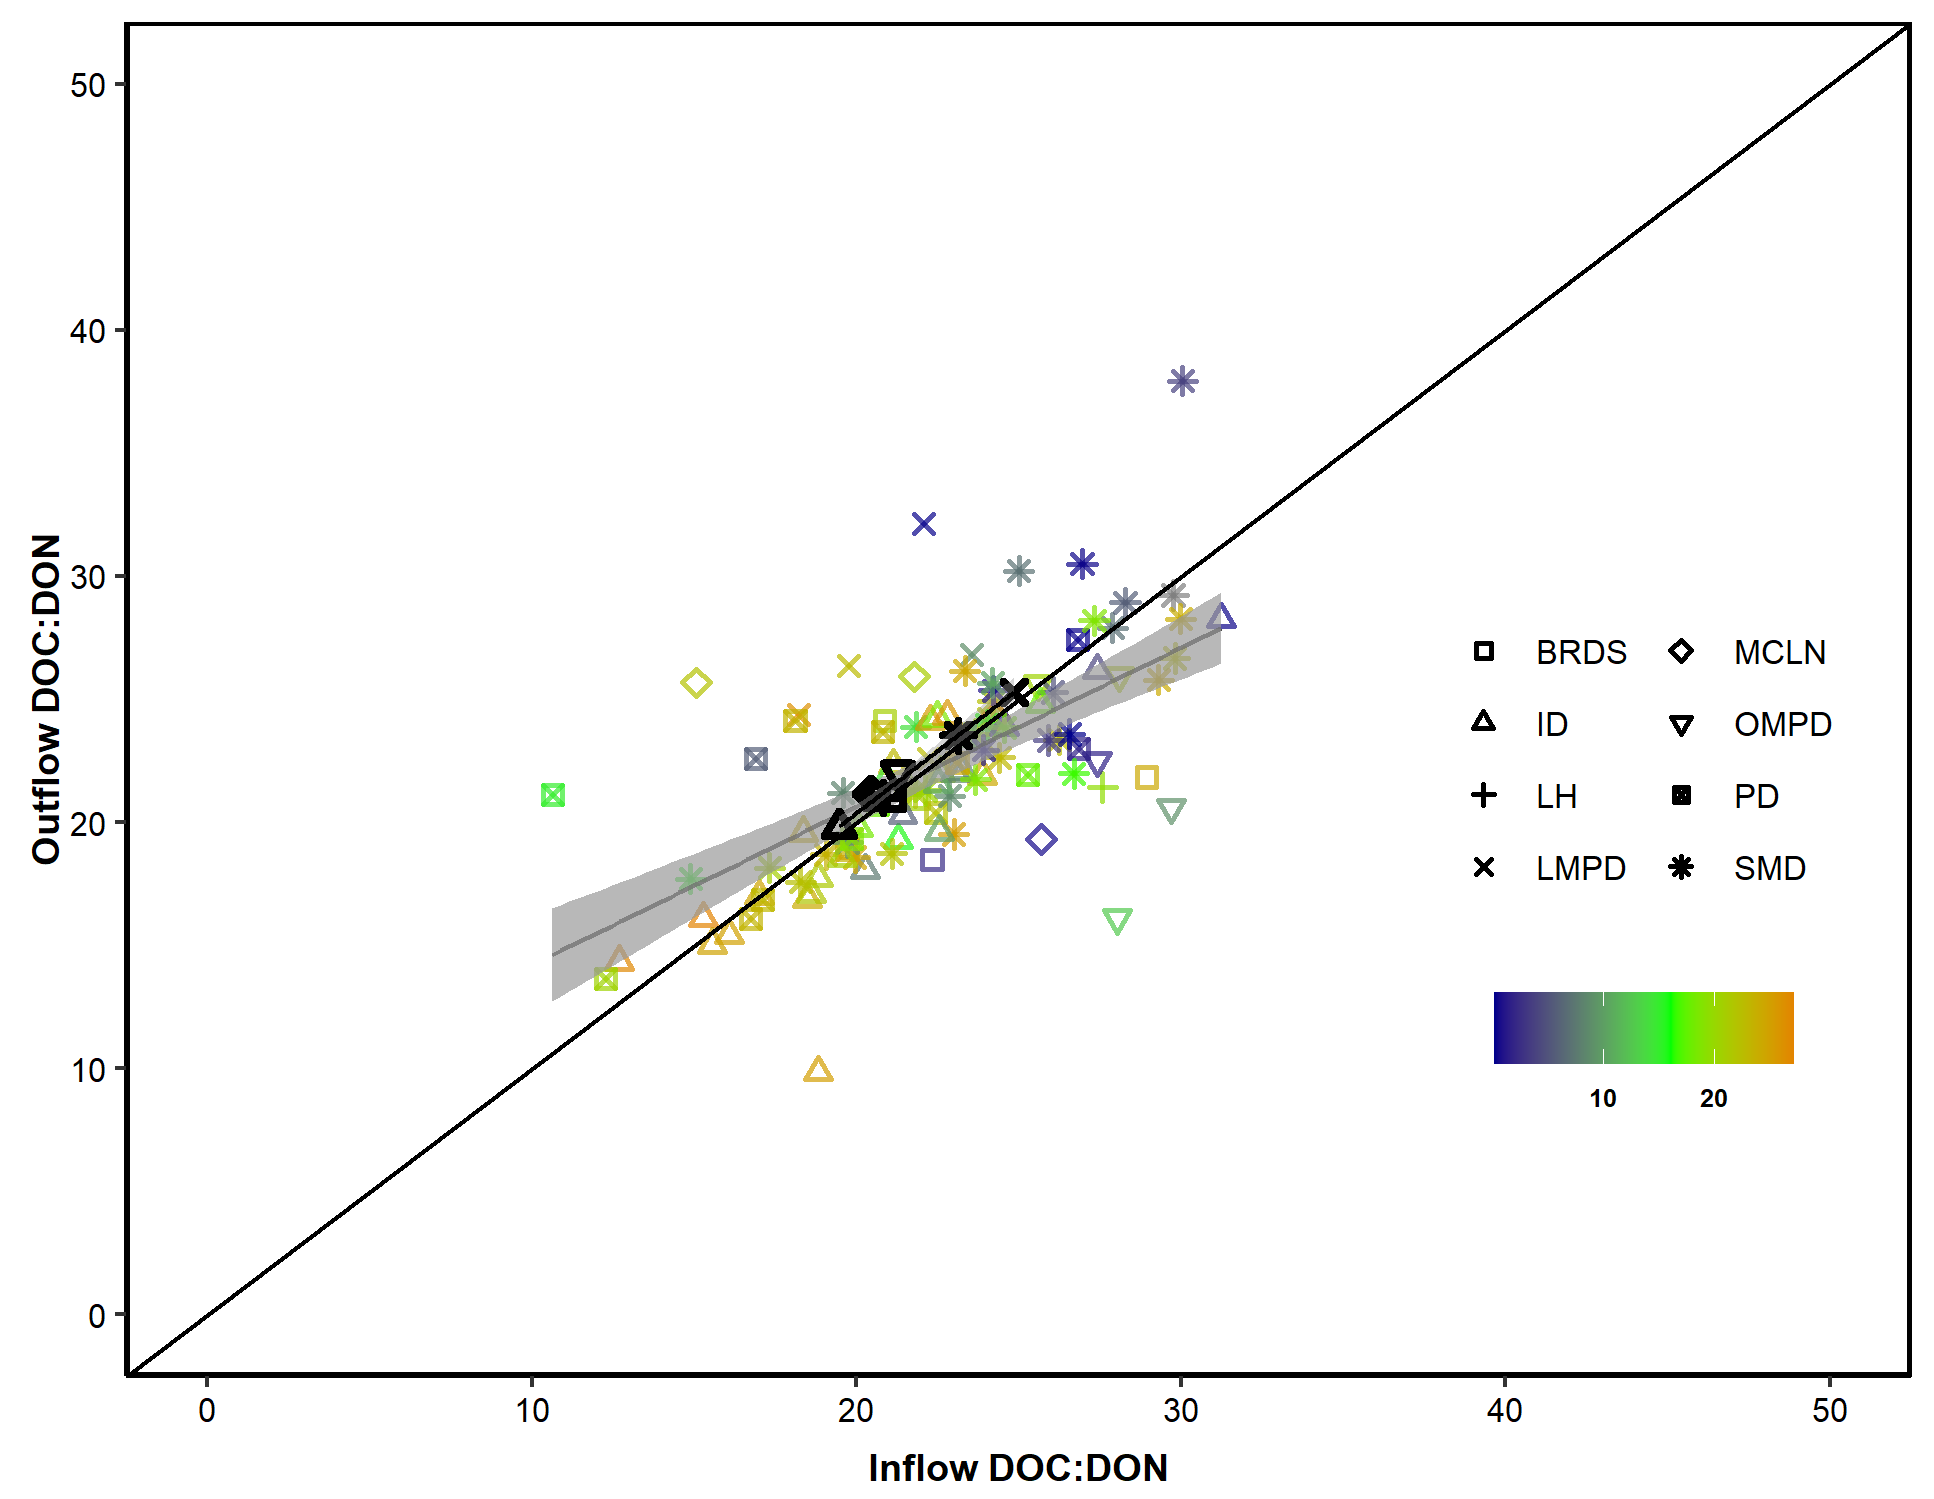 50
40
30
20
10
0
Outflow DOC:DON
BRDS MCLN
ID OMPD
LH PD
LMPD SMD
10 20
0 10 20 30 40 50
Inflow DOC:DON